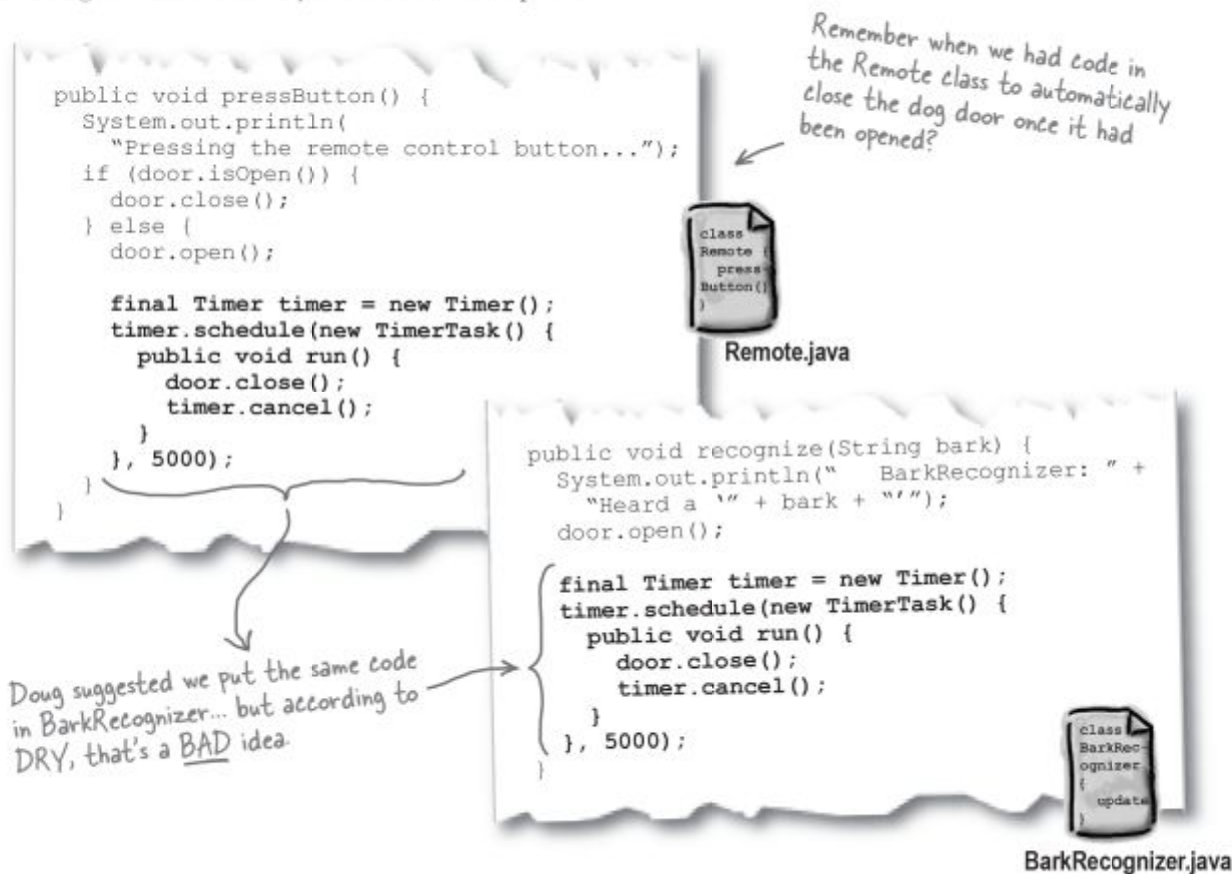 public void pressButton() {
System.out.println(
“Pressing the remote control button...”);
if (door.isOpen()) {
door.close();
} else {
door.open();
final Timer timer = new Timer();
timer.schedule(new TimerTask() {
public void run() {
door.close();
timer.cancel();
}
}, 5000);
}
}
Remember when we had code in
the Remote class to automatically
close the dog door once it had
been opened?
class
Remote {
press-
Button()
}
Remote.java
public void recognize(String bark) {
System.out.println(“   BarkRecognizer: ” +
“Heard a ‘” + bark + “’”);
door.open();
final Timer timer = new Timer();
timer.schedule(new TimerTask() {
public void run() {
door.close();
timer.cancel();
}
}, 5000);
}
Doug suggested we put the same code
in BarkRecognizer... but according to
DRY, that's a BAD idea.
class
BarkRec-
ognizer
{
update
}
BarkRecognizer.java